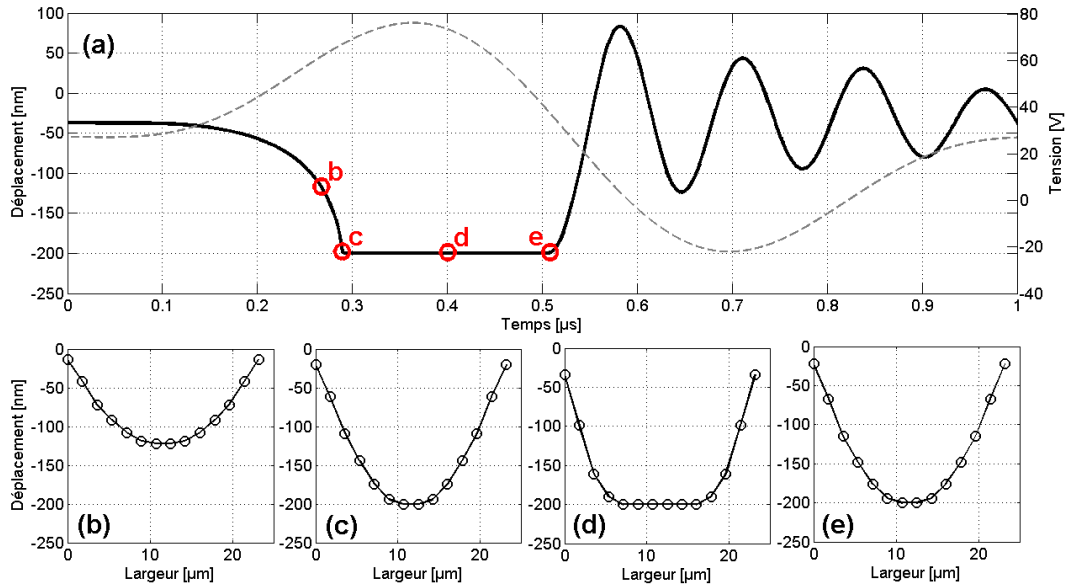 (a)
Déplacement [nm]
100
50
0
-50
-100
-150
-200
-250
80
60
40
20
0
-20
-40
Tension [V]
b
c
d
e
0 0.1 0.2 0.3 0.4 0.5 0.6 0.7 0.8 0.9 1
Temps [µs]
Déplacement [nm]
0
-50
-100
-150
-200
-250
(b)
0 10 20
Largeur [µm]
0
-50
-100
-150
-200
-250
(c)
0 10 20
Largeur [µm]
0
-50
-100
-150
-200
-250
(d)
0 10 20
Largeur [µm]
0
-50
-100
-150
-200
-250
(e)
0 10 20
Largeur [µm]